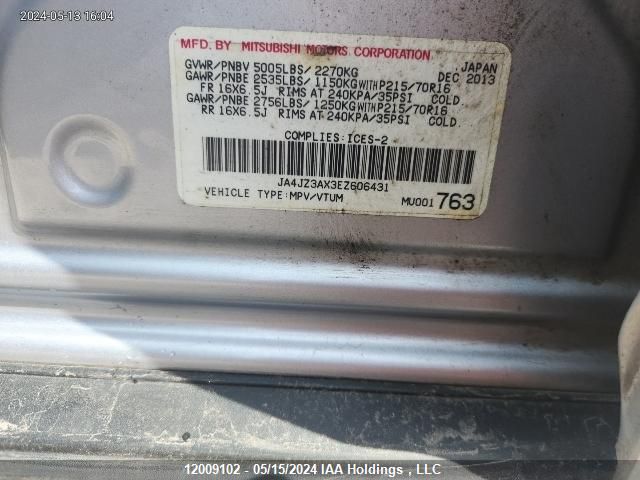 2024-05-13 16:04
MFD. BY MITSUBISHI MOTORS CORPORATION
GVWR/PNBV 5005LBS/2270KG JAPAN
GAWR/PNBE 2535LBS/1150KG WITH P215/70R16 DEC 2013
FR 16X6.5J RIMS AT 240KPA/35PSI COLD.
GAWR/PNBE 2756LBS/1250KG WITH P215/70R16
RR 16X6.5J RIMS AT 240KPA/35PSI COLD.
COMPLIES:ICES-2
JA4JZ3AX3EZ606431
VEHICLE TYPE:MPV/VTUM MU001 763
12009102 - 05/15/2024 IAA Holdings , LLC